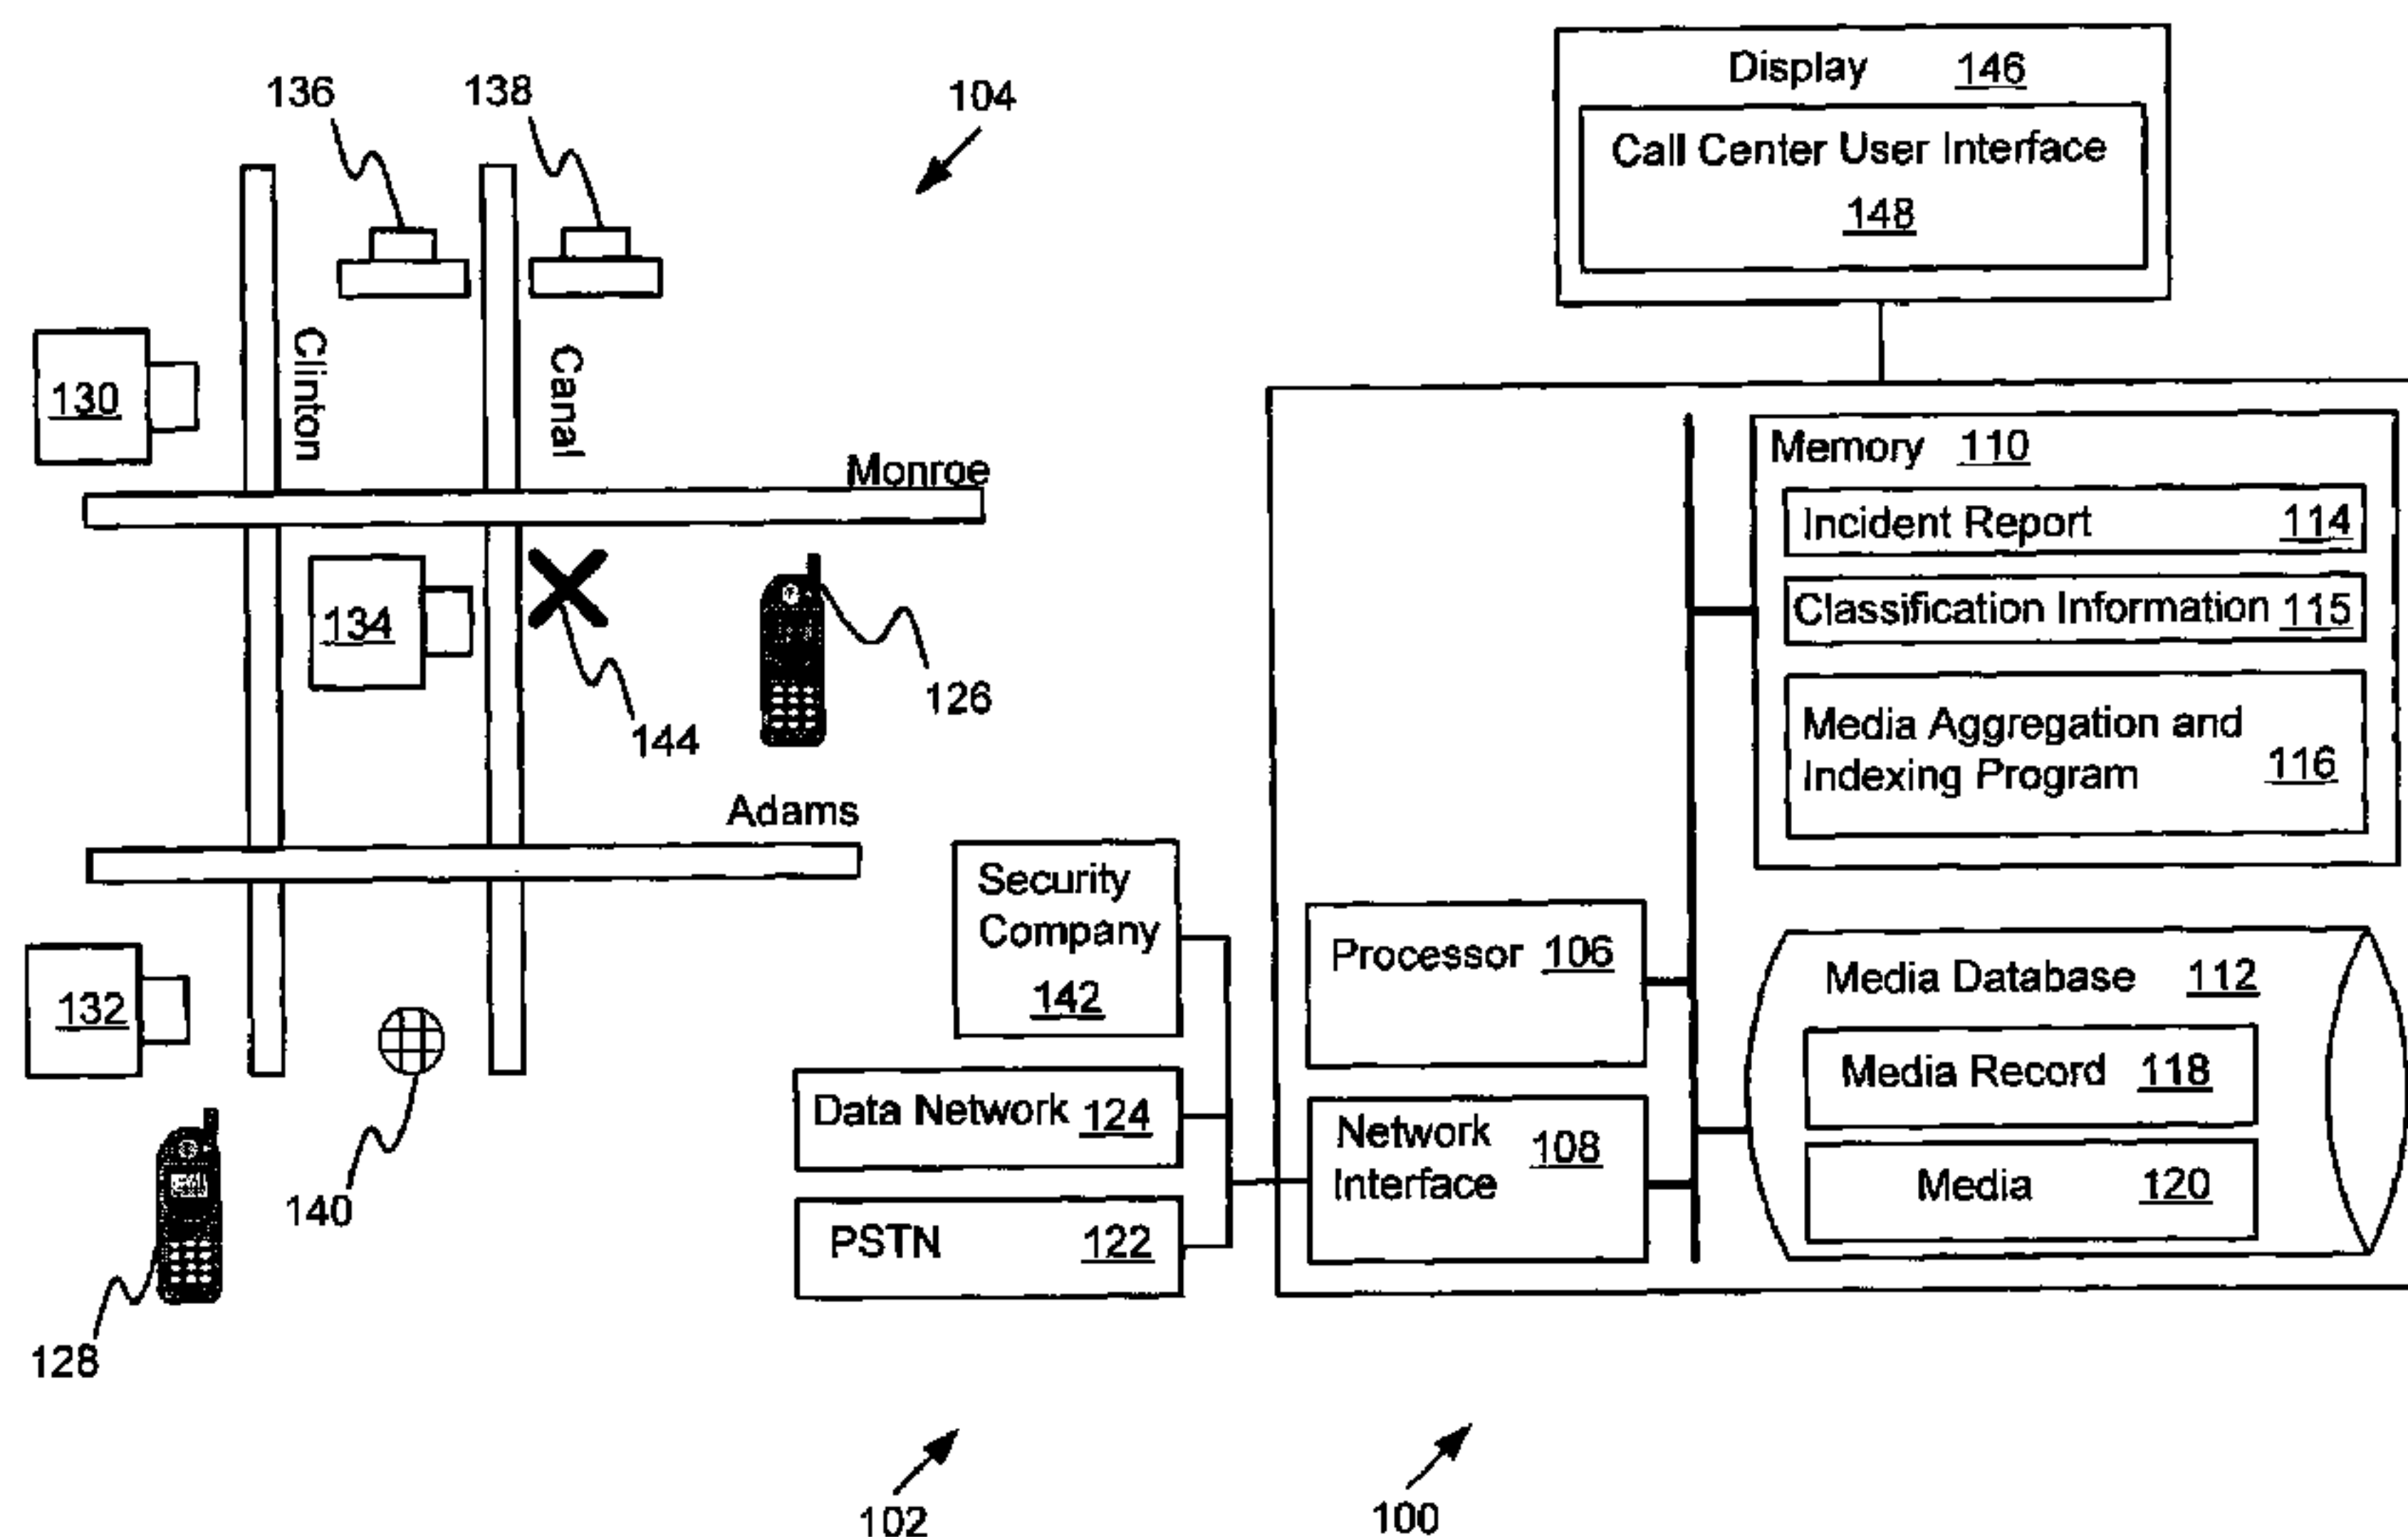 136
138
104
Display 146
Call Center User Interface
148
130
Clinton
Canal
Monroe
Memory 110
Incident Report 114
Classification Information 115
Media Aggregation and
Indexing Program 116
134
144
126
Adams
Security
Company
142
Processor 106
Media Database 112
Media Record 118
Media 120
132
Data Network 124
Network
Interface 108
PSTN 122
140
128
102
100